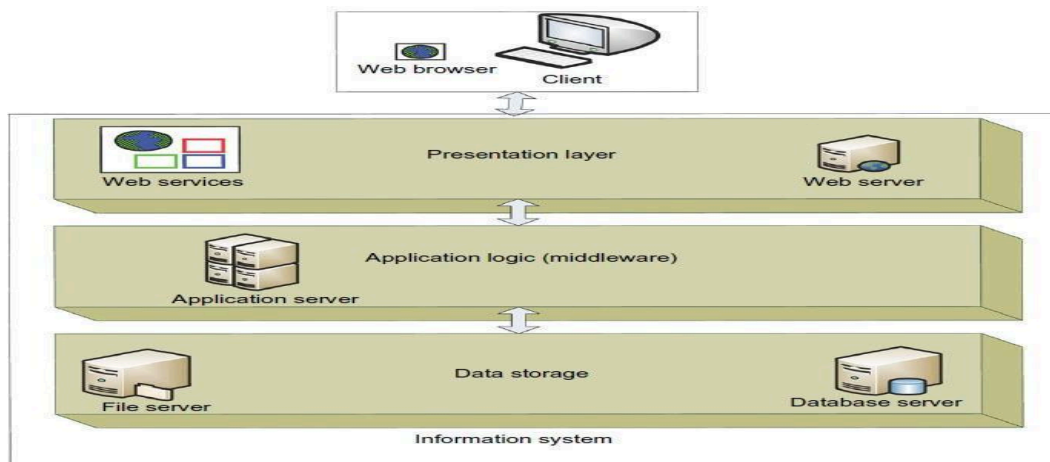 Web browser
Client
Presentation layer
Web services
Web server
Application logic (middleware)
Application server
Data storage
File server
Database server
Information system